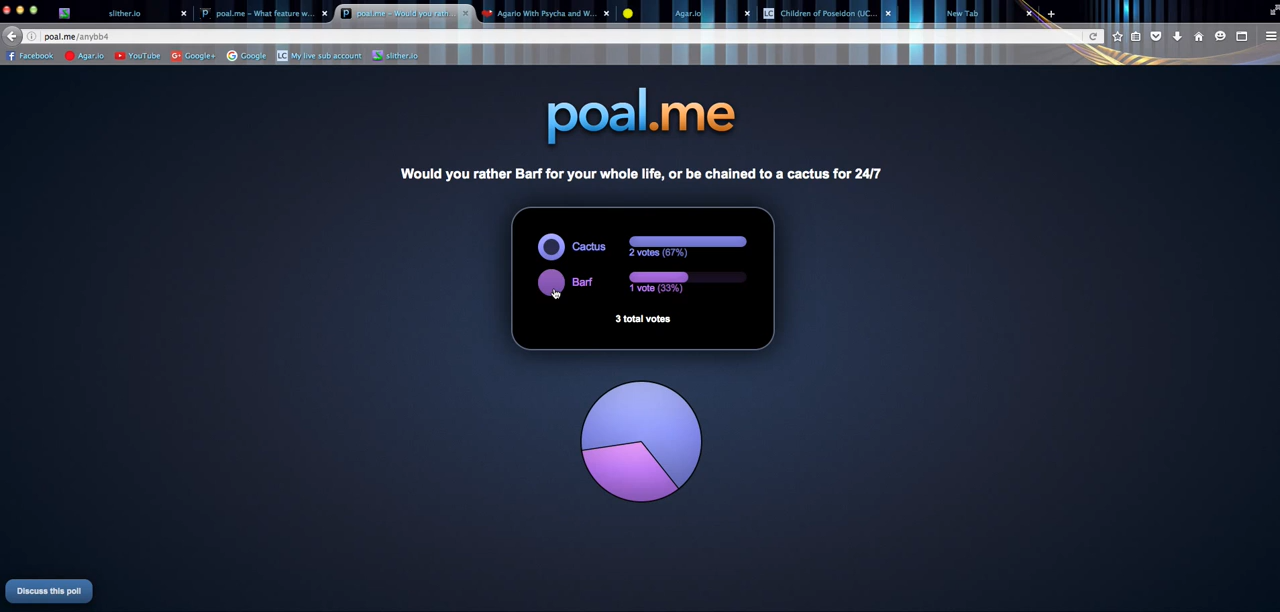 slither.io
poal.me – What feature w...
poal.me – Would you rath...
Agario With Psycha and W...
Agar.io
Children of Poseidon (UC...
New Tab
poal.me/anybb4
Facebook
Agar.io
YouTube
Google+
Google
My live sub account
slither.io
poal.me
Would you rather Barf for your whole life, or be chained to a cactus for 24/7
Cactus
2 votes (67%)
Barf
1 vote (33%)
3 total votes
Discuss this poll